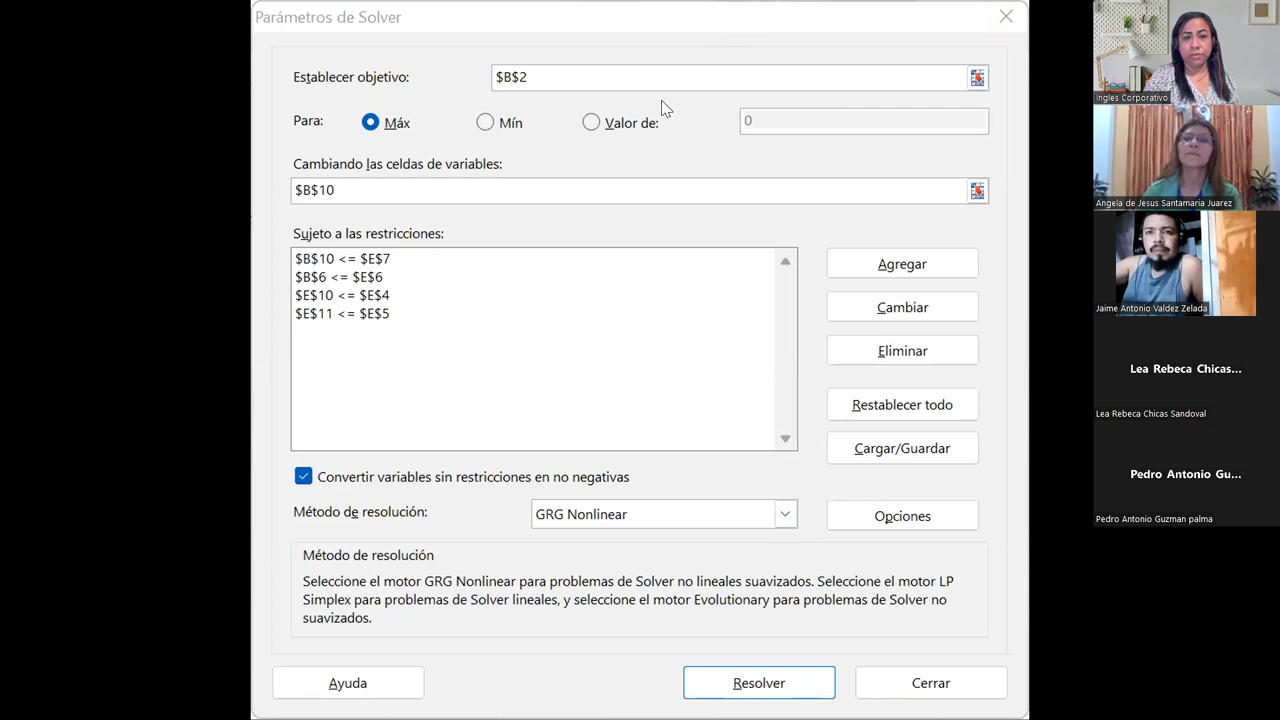 Parámetros de Solver
Establecer objetivo:
$B$2
Para:
Máx
Mín
Valor de:
0
Cambiando las celdas de variables:
$B$10
Sujeto a las restricciones:
$B$10 <= $E$7
$B$6 <= $E$6
$E$10 <= $E$4
$E$11 <= $E$5
Agregar
Cambiar
Eliminar
Restablecer todo
Cargar/Guardar
Convertir variables sin restricciones en no negativas
Método de resolución:
GRG Nonlinear
Opciones
Método de resolución
Seleccione el motor GRG Nonlinear para problemas de Solver no lineales suavizados. Seleccione el motor LP
Simplex para problemas de Solver lineales, y seleccione el motor Evolutionary para problemas de Solver no
suavizados.
Ayuda
Resolver
Cerrar
Ingles Corporativo
Angela de Jesus Santamaria Juarez
Jaime Antonio Valdez Zelada
Lea Rebeca Chicas...
Lea Rebeca Chicas Sandoval
Pedro Antonio Gu...
Pedro Antonio Guzman palma